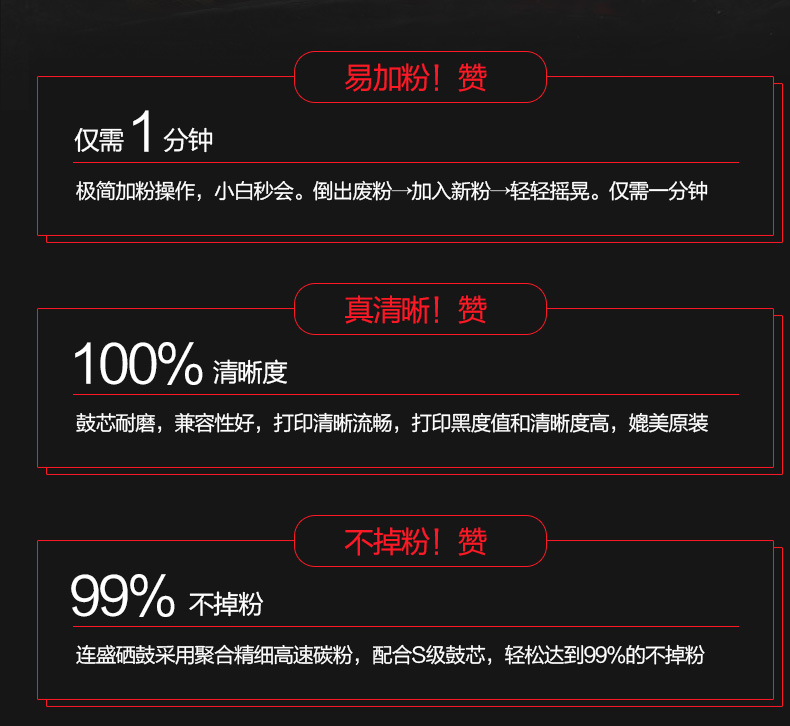 易加粉！赞
仅需1分钟
极简加粉操作，小白秒会。倒出废粉→加入新粉→轻轻摇晃。仅需一分钟
真清晰！赞
100% 清晰度
鼓芯耐磨，兼容性好，打印清晰流畅，打印黑度值和清晰度高，媲美原装
不掉粉！赞
99% 不掉粉
连盛硒鼓采用聚合精细高速碳粉，配合S级鼓芯，轻松达到99%的不掉粉